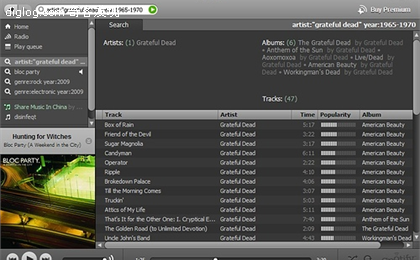 artist:"grateful dead" year:1965-1970
Buy Premium
Home
Radio
Play queue
artist:"grateful dead" year:
bloc party
genre:rock year:2009
genre:electronic year:2009
Share Music In China by
disinfeqt
Hunting for Witches
Bloc Party (A Weekend in the City)
BLOC PARTY.
Search
artist:"grateful dead" year:1965-1970
Artists: (1) Grateful Dead
Albums: (6) The Grateful Dead by Grateful Dead •
Anthem of the Sun by Grateful Dead •
Aoxomoxoa by Grateful Dead • Live/Dead by
Grateful Dead • American Beauty by Grateful Dead •
Workingman's Dead by Grateful Dead
Tracks: (47)
Track Artist Time Popularity Album
Box of Rain Grateful Dead 5:17 American Beauty
Friend of the Devil Grateful Dead 3:22 American Beauty
Sugar Magnolia Grateful Dead 3:17 American Beauty
Candyman Grateful Dead 6:11 American Beauty
Operator Grateful Dead 2:22 American Beauty
Ripple Grateful Dead 4:10 American Beauty
Brokedown Palace Grateful Dead 4:06 American Beauty
Till the Morning Comes Grateful Dead 3:07 American Beauty
Truckin' Grateful Dead 5:03 American Beauty
Attics of My Life Grateful Dead 5:11 American Beauty
That's It for the Other One: I. Cryptical E... Grateful Dead 7:40 Anthem of the Sun
The Golden Road (to Unlimited Devotion) Grateful Dead 2:09 The Grateful Dead
Uncle John's Band Grateful Dead 4:43 Workingman's Dead